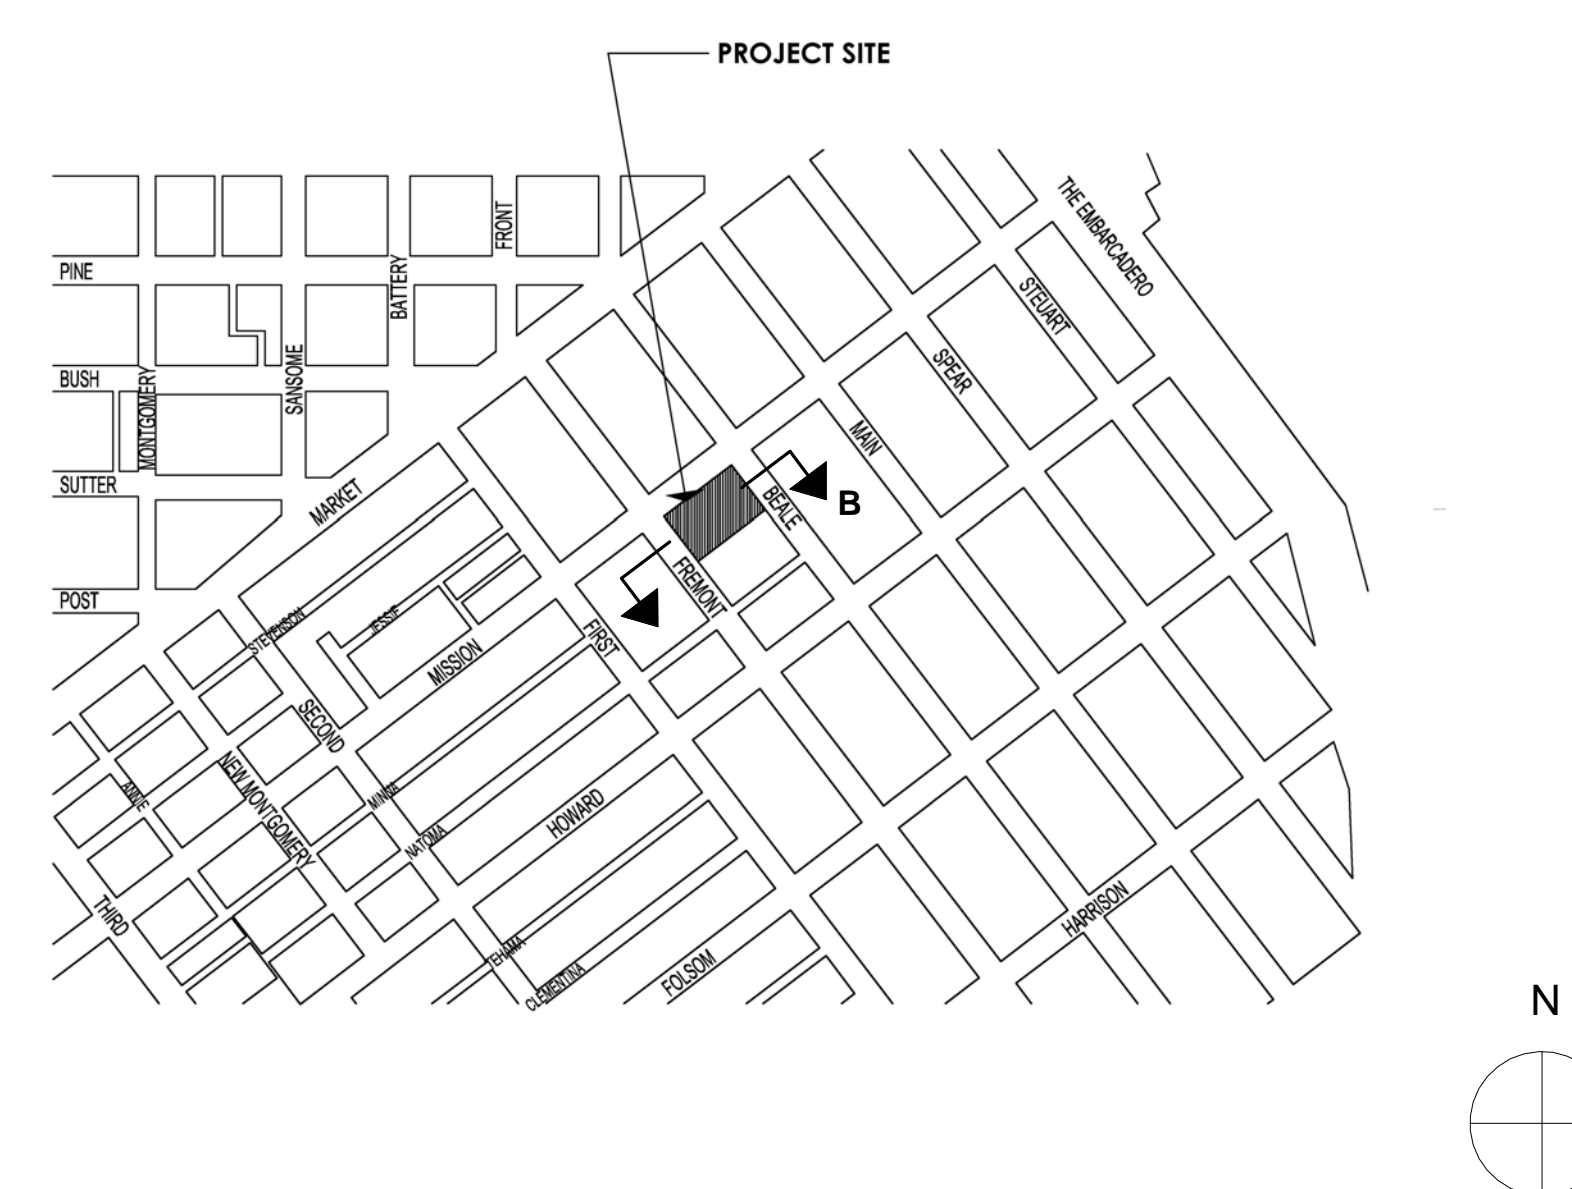 PROJECT SITE
THE EMBARCADERO
FRONT
PINE
BATTERY
STEUART
BUSH
MONTGOMERY
SANSOME
SPEAR
MAIN
SUTTER
MARKET
BEALE
B
POST
FREMONT
STEVENSON
JESSIE
MISSION
FIRST
SECOND
NEW MONTGOMERY
ANNIE
MINNA
NATOMA
HOWARD
THIRD
HARRISON
TEHAMA
CLEMENTINA
FOLSOM
N